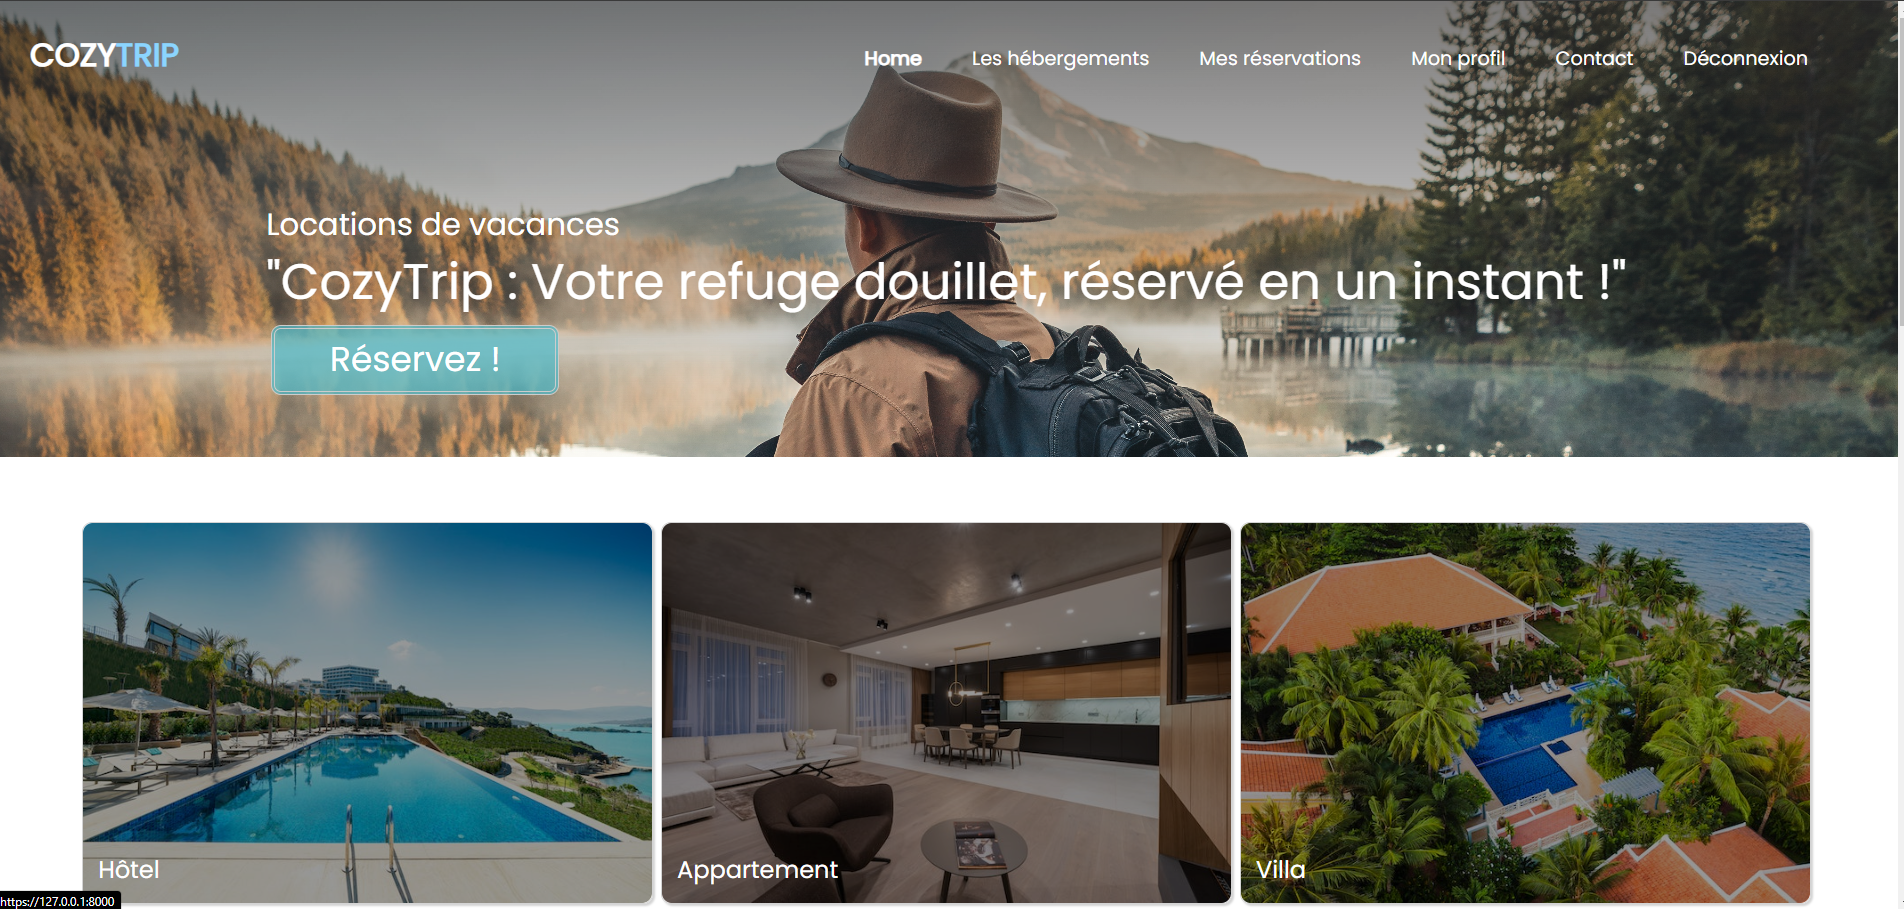 COZYTRIP
Home Les hébergements Mes réservations Mon profil Contact Déconnexion
Locations de vacances
"CozyTrip : Votre refuge douillet, réservé en un instant !"
Réservez !
Hôtel
Appartement
Villa
https://127.0.0.1:8000